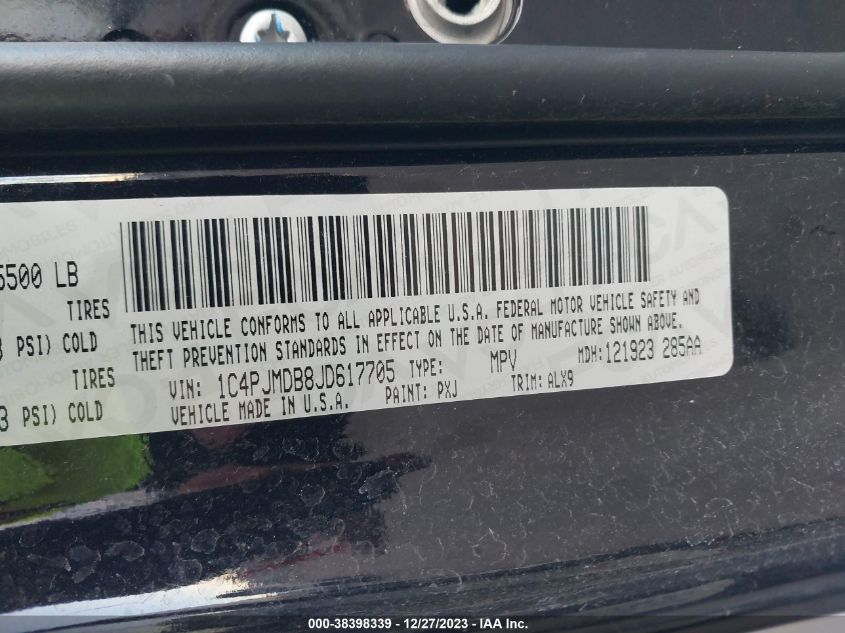 5500 LB
TIRES
PSI) COLD
TIRES
3 PSI) COLD
THIS VEHICLE CONFORMS TO ALL APPLICABLE U.S.A. FEDERAL MOTOR VEHICLE SAFETY AND
THEFT PREVENTION STANDARDS IN EFFECT ON THE DATE OF MANUFACTURE SHOWN ABOVE.
VIN: 1C4PJMDB8JD617705 TYPE: MPV MDH: 121923 285AA
VEHICLE MADE IN U.S.A. PAINT: PXJ TRIM: ALX9
000-38398339 - 12/27/2023 - IAA Inc.